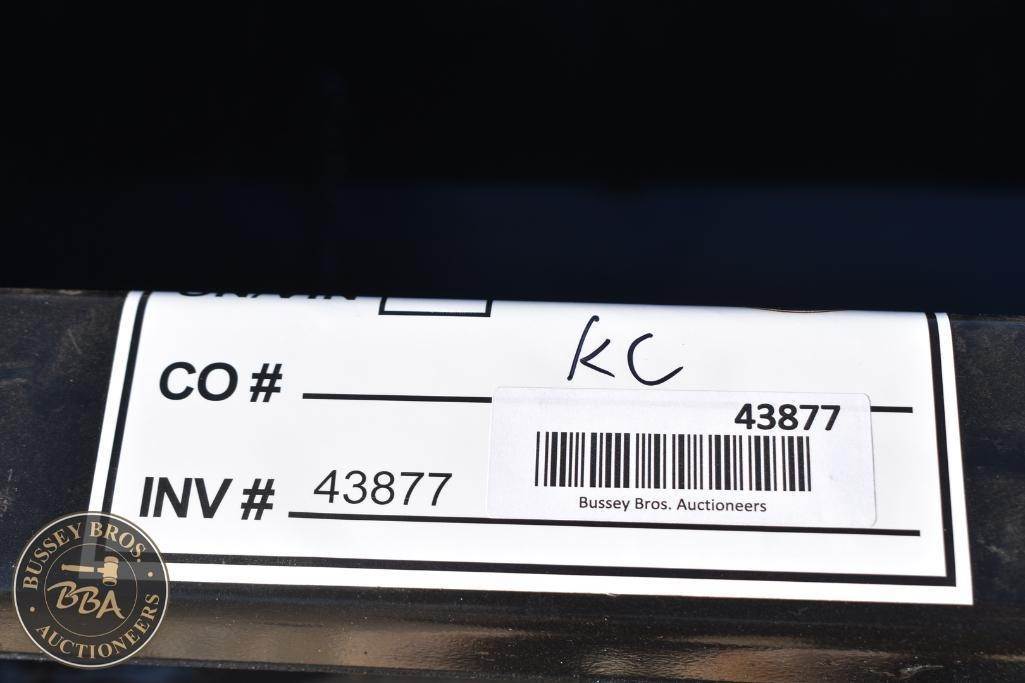 KC
CO #
43877
INV # 43877
Bussey Bros. Auctioneers
BUSSEY BROS.
BBA
AUCTIONEERS